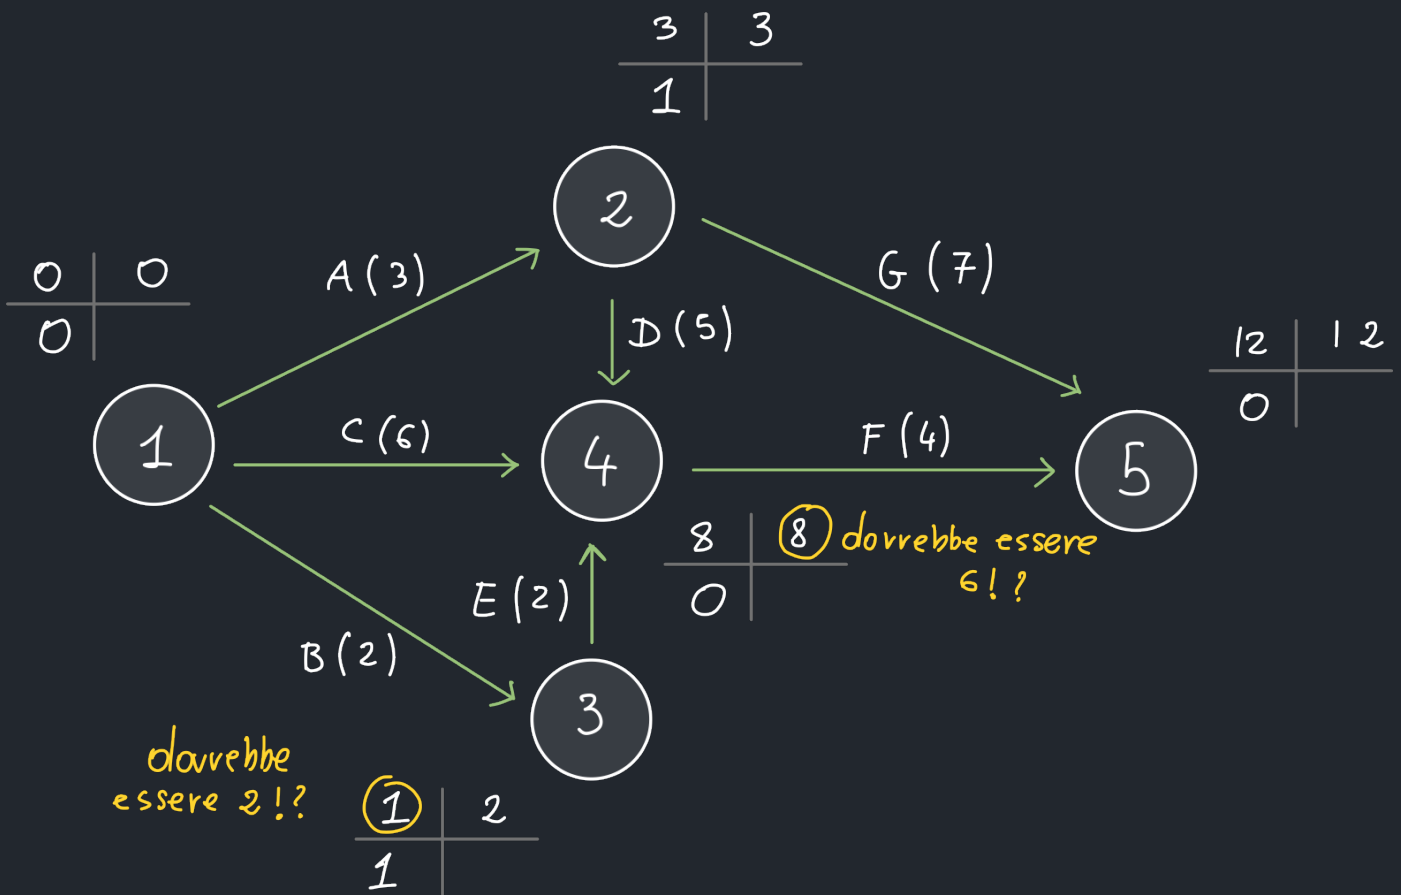 3 3
1
2
0 0
0
A (3)
G (7)
D (5)
12 12
0
1
C (6)
4
F (4)
5
8 8 dovrebbe essere
6!?
0
E (2)
B (2)
3
dovrebbe
essere 2!?
1 2
1